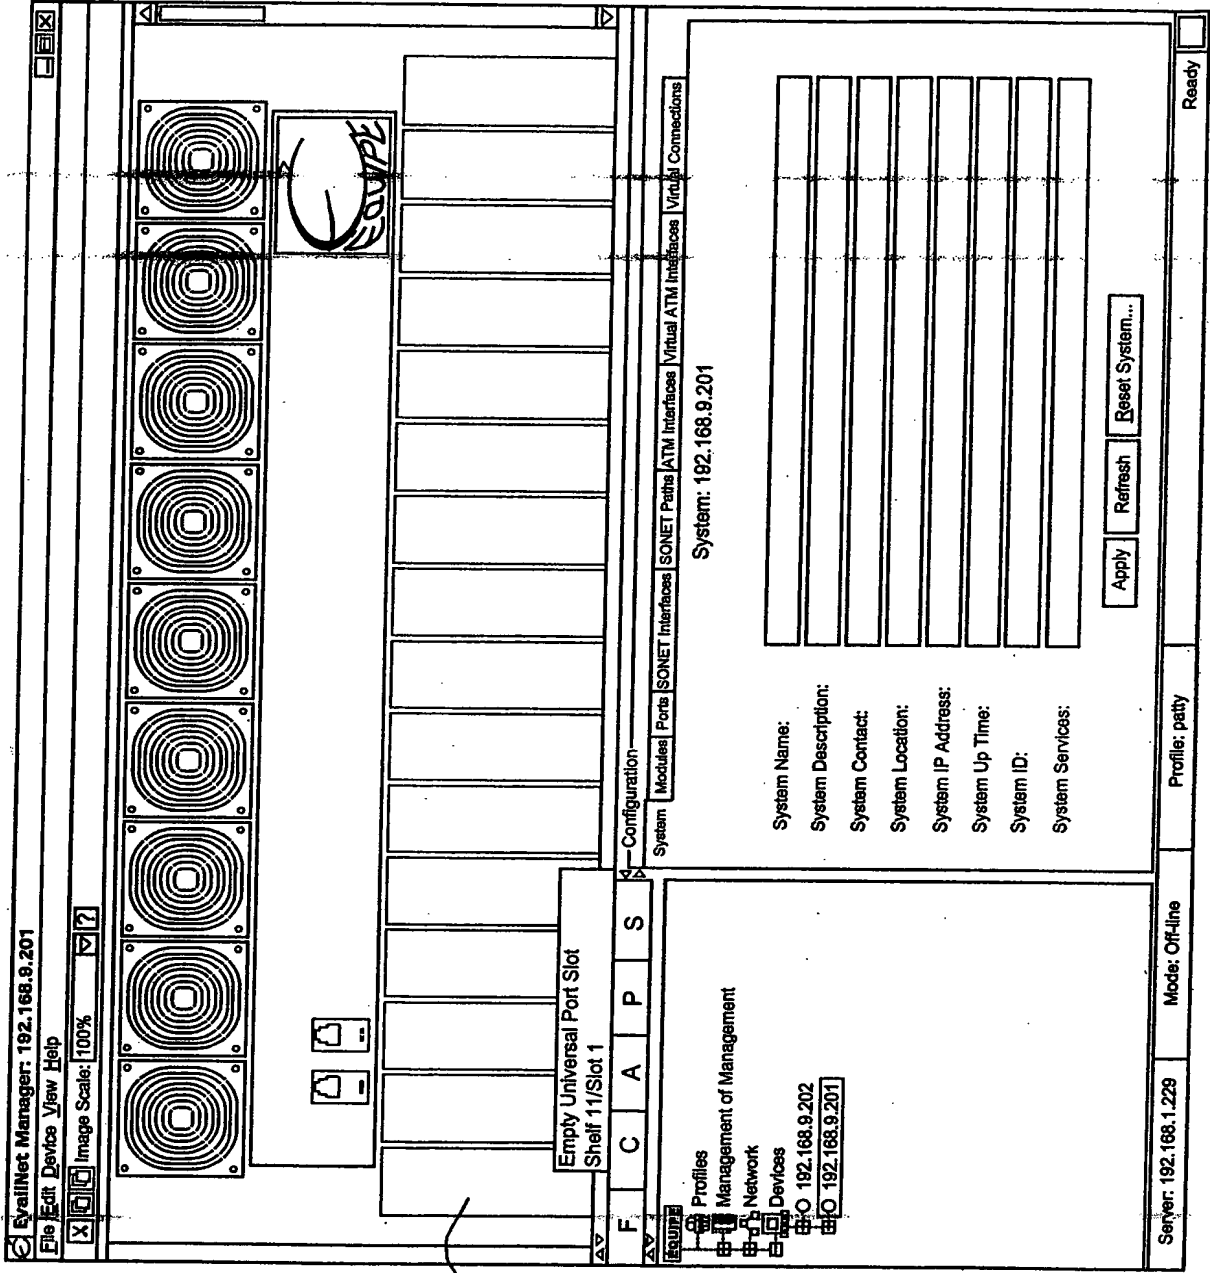 EvailNet Manager: 192.168.9.201
File Edit Device View Help
X Image Scale: 100% ?
EQUIPE
Empty Universal Port Slot
Shelf 11/Slot 1
F C A P S
EQUIPE
Profiles
Management of Management
Network
Devices
192.168.9.202
192.168.9.201
Configuration
System Modules Ports SONET Interfaces SONET Paths ATM Interfaces Virtual ATM Interfaces Virtual Connections
System: 192.168.9.201
System Name:
System Description:
System Contact:
System Location:
System IP Address:
System Up Time:
System ID:
System Services:
Apply Refresh Reset System...
Server: 192.168.1.229 Mode: Off-line Profile: patty Ready